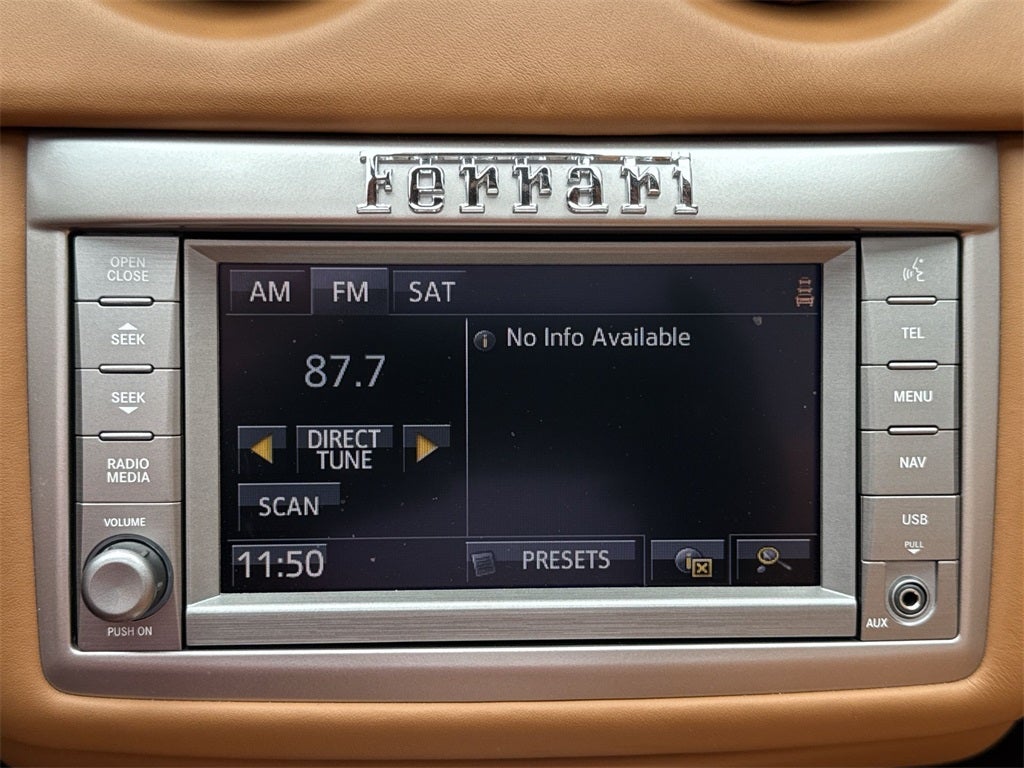 Ferrari
OPEN
CLOSE
SEEK
SEEK
RADIO
MEDIA
VOLUME
PUSH ON
AM FM SAT
87.7
DIRECT
TUNE
SCAN
11:50
No Info Available
PRESETS
TEL
MENU
NAV
USB
PULL
AUX